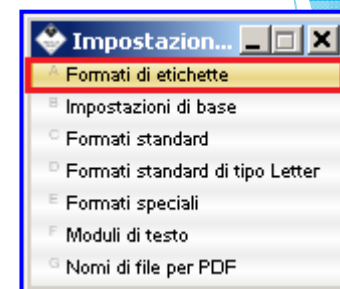 Impostazion...
A Formati di etichette
B Impostazioni di base
C Formati standard
D Formati standard di tipo Letter
E Formati speciali
F Moduli di testo
G Nomi di file per PDF